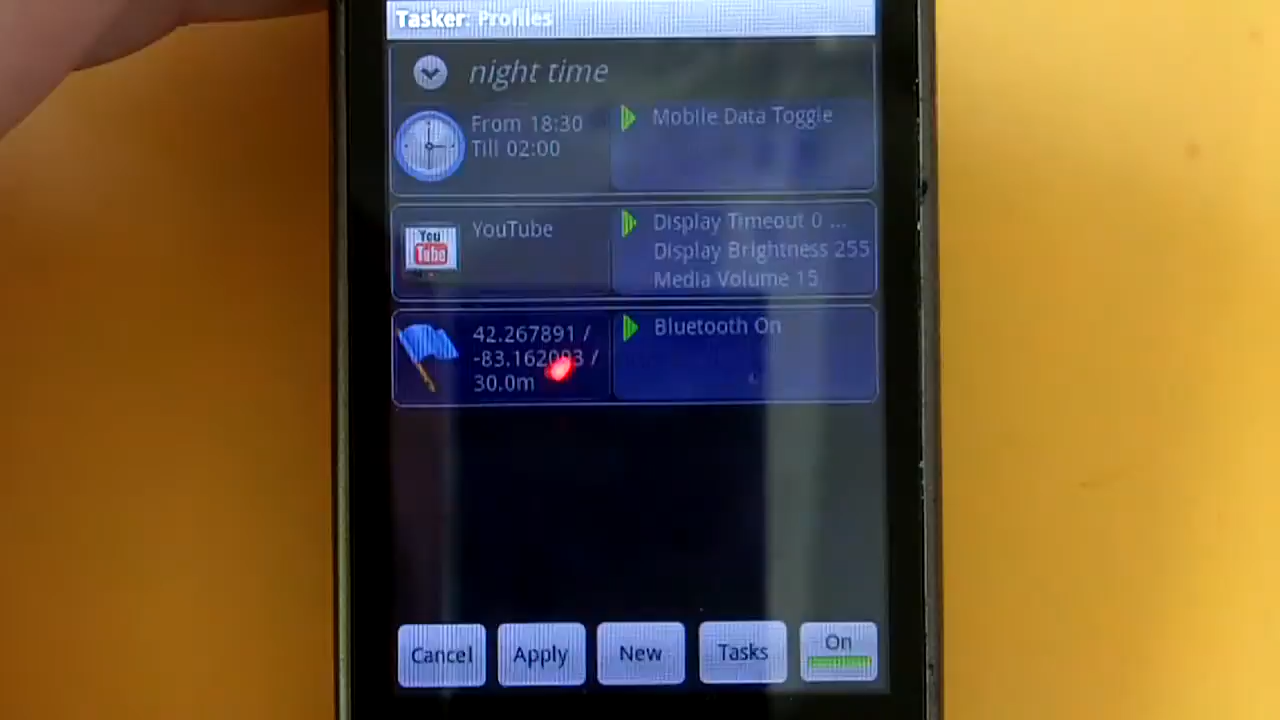 Tasker: Profiles
night time
From 18:30
Till 02:00
Mobile Data Toggle
You
Tube
YouTube
Display Timeout 0 ...
Display Brightness 255
Media Volume 15
42.267891 /
-83.162093 /
30.0m
Bluetooth On
Cancel
Apply
New
Tasks
On